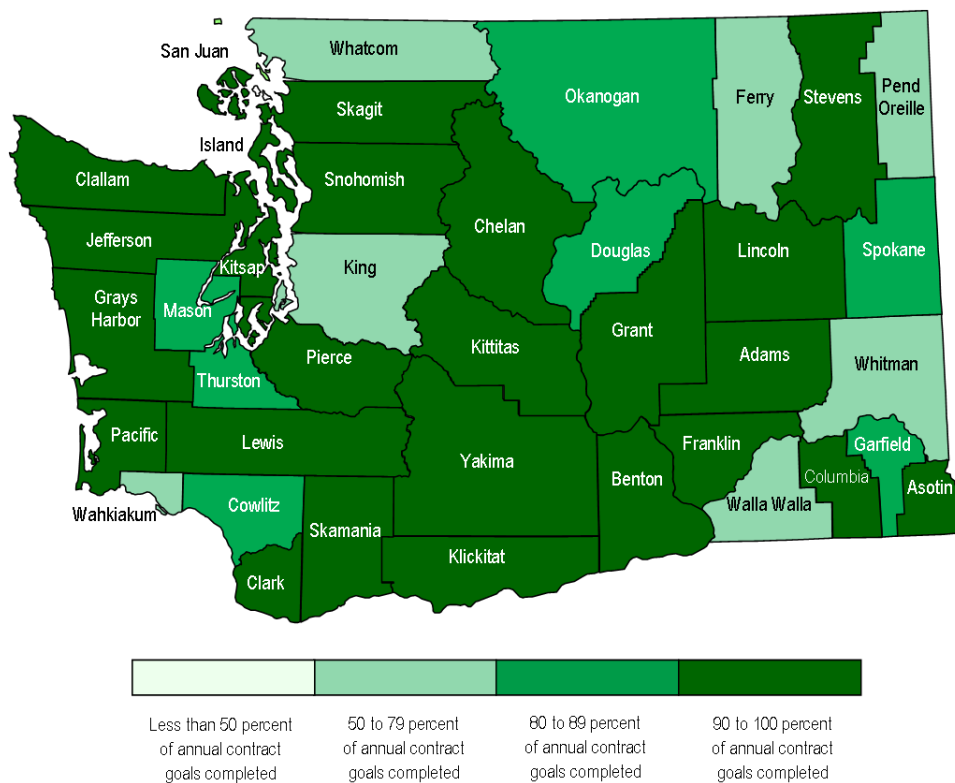 San Juan
Whatcom
Okanogan
Ferry
Stevens
Pend
Oreille
Skagit
Island
Clallam
Snohomish
Chelan
Jefferson
Kitsap
King
Douglas
Lincoln
Spokane
Grays
Harbor
Mason
Grant
Pierce
Kittitas
Adams
Whitman
Thurston
Pacific
Lewis
Yakima
Franklin
Garfield
Benton
Columbia
Asotin
Wahkiakum
Cowlitz
Skamania
Walla Walla
Klickitat
Clark
Less than 50 percent
of annual contract
goals completed
50 to 79 percent
of annual contract
goals completed
80 to 89 percent
of annual contract
goals completed
90 to 100 percent
of annual contract
goals completed